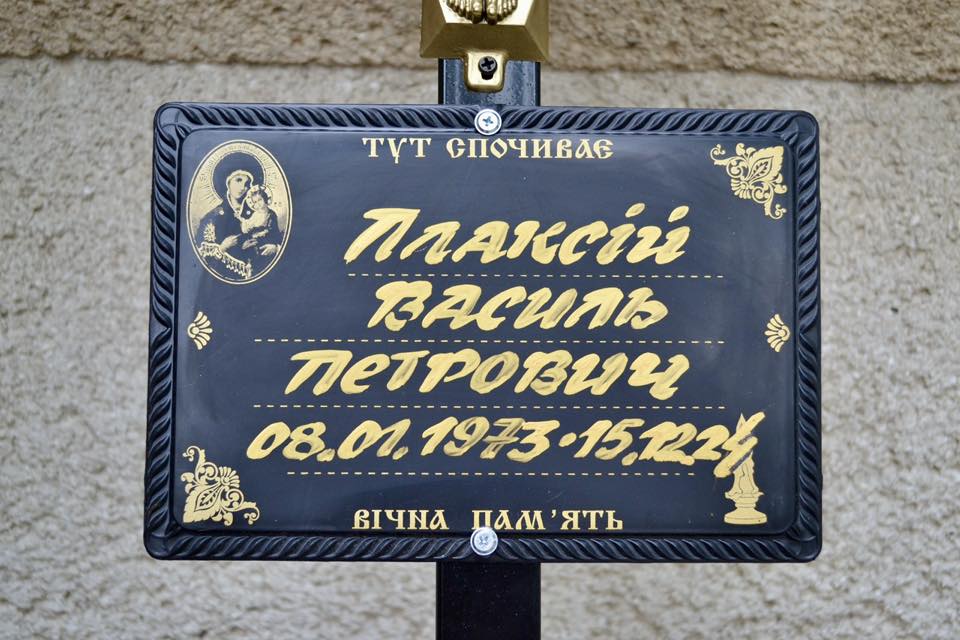 ТУТ СПОЧИВАЄ
Плаксій
Василь
Петрович
08.01.1973·15.12.24
ВІЧНА ПАМ'ЯТЬ